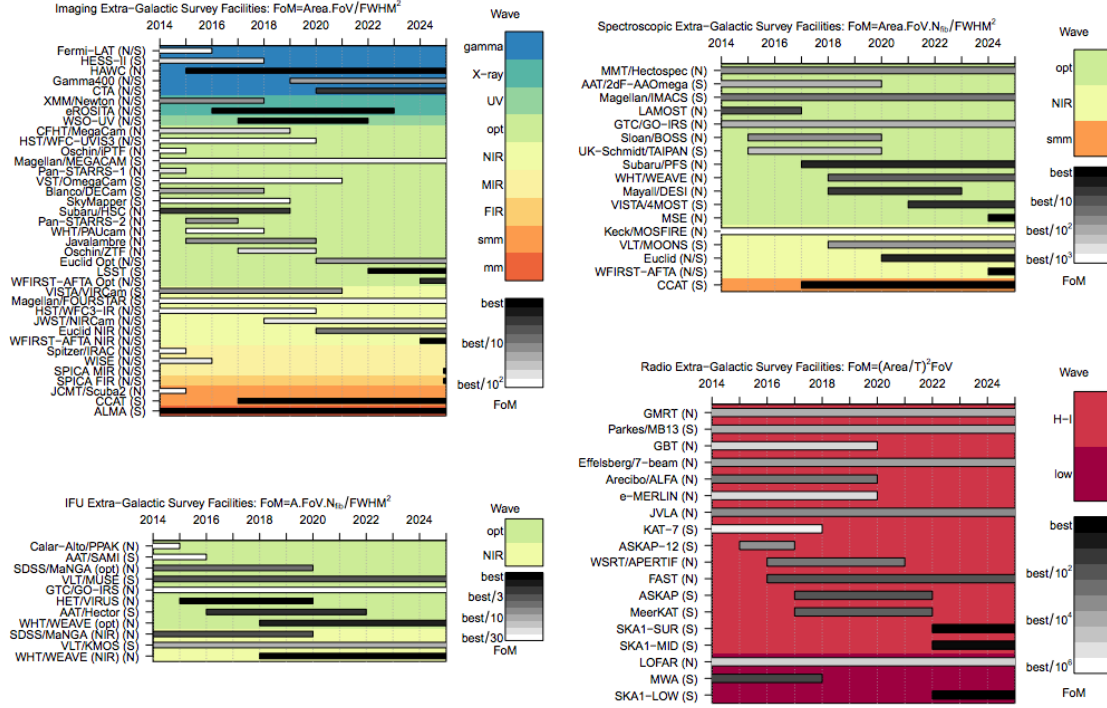 Imaging Extra-Galactic Survey Facilities: FoM=Area.FoV/FWHM²
2014 2016 2018 2020 2022 2024
Fermi-LAT (N/S)
HESS-II (S)
HAWC (N)
Gamma400 (N/S)
CTA (N/S)
XMM/Newton (N/S)
eROSITA (N/S)
WSO-UV (N/S)
CFHT/MegaCam (N)
HST/WFC-UVIS3 (N/S)
Oschin/iPTF (N)
Magellan/MEGACAM (S)
Pan-STARRS-1 (N)
VST/OmegaCam (S)
Blanco/DECam (S)
SkyMapper (S)
Subaru/HSC (N)
Pan-STARRS-2 (N)
WHT/PAUcam (N)
Javalambre (N)
Oschin/ZTF (N)
Euclid Opt (N/S)
LSST (S)
WFIRST-AFTA Opt (N/S)
VISTA/VIRCam (S)
Magellan/FOURSTAR (S)
HST/WFC3-IR (N/S)
JWST/NIRCam (N/S)
Euclid NIR (N/S)
WFIRST-AFTA NIR (N/S)
Spitzer/IRAC (N/S)
WISE (N/S)
SPICA MIR (N/S)
SPICA FIR (N/S)
JCMT/Scuba2 (N)
CCAT (S)
ALMA (S)
Wave
gamma
X-ray
UV
opt
NIR
MIR
FIR
smm
mm
best
best/10
best/10²
FoM
Spectroscopic Extra-Galactic Survey Facilities: FoM=Area.FoV.Nfib/FWHM²
2014 2016 2018 2020 2022 2024
MMT/Hectospec (N)
AAT/2dF-AAOmega (S)
Magellan/IMACS (S)
LAMOST (N)
GTC/GO-IRS (N)
Sloan/BOSS (N)
UK-Schmidt/TAIPAN (S)
Subaru/PFS (N)
WHT/WEAVE (N)
Mayall/DESI (N)
VISTA/4MOST (S)
MSE (N)
Keck/MOSFIRE (N)
VLT/MOONS (S)
Euclid (N/S)
WFIRST-AFTA (N/S)
CCAT (S)
Wave
opt
NIR
smm
best
best/10
best/10²
best/10³
FoM
IFU Extra-Galactic Survey Facilities: FoM=A.FoV.Nfib/FWHM²
2014 2016 2018 2020 2022 2024
Calar-Alto/PPAK (N)
AAT/SAMI (S)
SDSS/MaNGA (opt) (N)
VLT/MUSE (S)
GTC/GO-IRS (N)
HET/VIRUS (N)
AAT/Hector (S)
WHT/WEAVE (opt) (N)
SDSS/MaNGA (NIR) (N)
VLT/KMOS (S)
WHT/WEAVE (NIR) (N)
Wave
opt
NIR
best
best/3
best/10
best/30
FoM
Radio Extra-Galactic Survey Facilities: FoM=(Area/T)²FoV
2014 2016 2018 2020 2022 2024
GMRT (N)
Parkes/MB13 (S)
GBT (N)
Effelsberg/7-beam (N)
Arecibo/ALFA (N)
e-MERLIN (N)
JVLA (N)
KAT-7 (S)
ASKAP-12 (S)
WSRT/APERTIF (N)
FAST (N)
ASKAP (S)
MeerKAT (S)
SKA1-SUR (S)
SKA1-MID (S)
LOFAR (N)
MWA (S)
SKA1-LOW (S)
Wave
H-I
low
best
best/10²
best/10⁴
best/10⁶
FoM